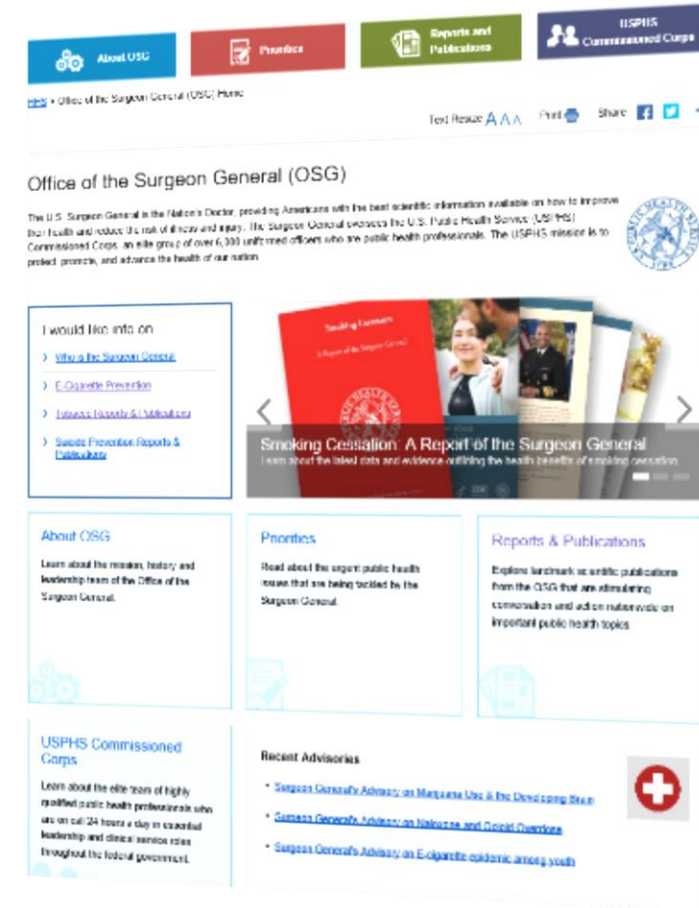 About OSG
Priorities
Reports and
Publications
USPHS
Commissioned Corps
HHS • Office of the Surgeon General (OSG) Home
Text Resize A A A
Print
Share
Office of the Surgeon General (OSG)
The U.S. Surgeon General is the Nation's Doctor, providing Americans with the best scientific information available on how to improve
their health and reduce the risk of illness and injury. The Surgeon General oversees the U.S. Public Health Service (USPHS)
Commissioned Corps, an elite group of over 6,000 uniformed officers who are public health professionals. The USPHS mission is to
protect, promote, and advance the health of our nation.
I would like info on
Who is the Surgeon General
E-Cigarette Prevention
Tobacco Reports & Publications
Suicide Prevention Reports &
Publications
Smoking Cessation
A Report of the Surgeon General
Smoking Cessation: A Report of the Surgeon General
Learn about the latest data and evidence outlining the health benefits of smoking cessation
About OSG
Learn about the mission, history and
leadership team of the Office of the
Surgeon General.
Priorities
Read about the urgent public health
issues that are being tackled by the
Surgeon General.
Reports & Publications
Explore landmark scientific publications
from the OSG that are stimulating
conversation and action nationwide on
important public health topics.
USPHS Commissioned
Corps
Learn about the elite team of highly
qualified public health professionals who
are on call 24 hours a day in essential
leadership and clinical service roles
throughout the federal government.
Recent Advisories
• Surgeon General's Advisory on Marijuana Use & the Developing Brain
• Surgeon General's Advisory on Naloxone and Opioid Overdose
• Surgeon General's Advisory on E-cigarette epidemic among youth